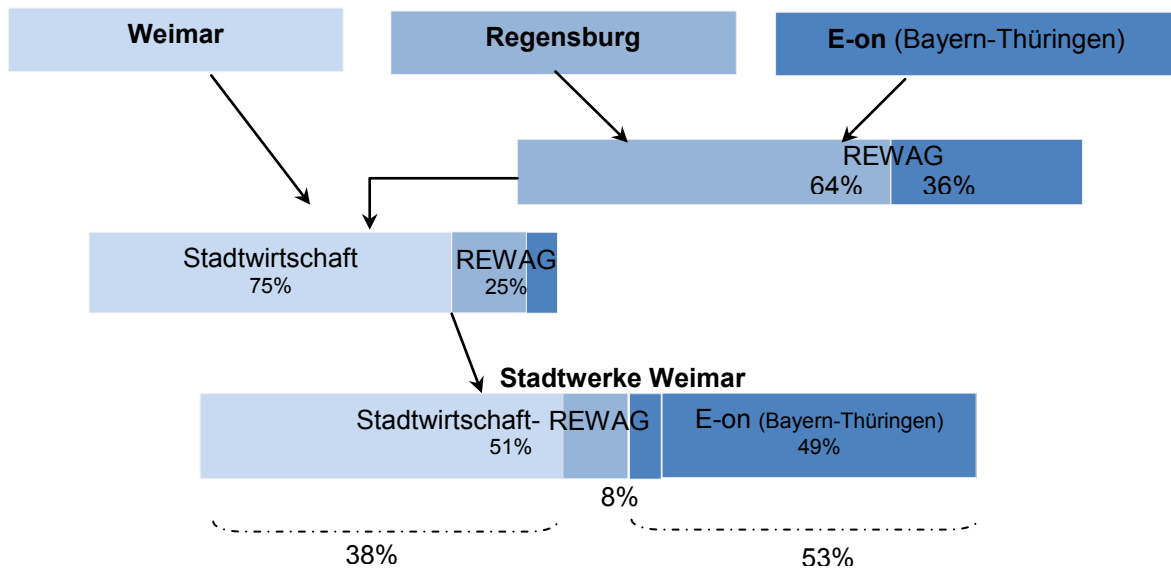 Weimar
Regensburg
E-on (Bayern-Thüringen)
REWAG
64% 36%
Stadtwirtschaft
75%
REWAG
25%
Stadtwerke Weimar
Stadtwirtschaft- REWAG
51%
E-on (Bayern-Thüringen)
49%
8%
38%
53%